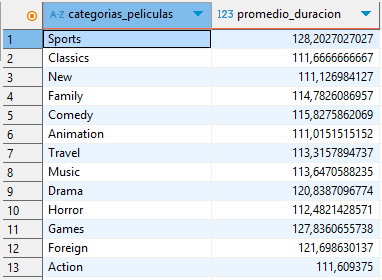 A-Z categorias_peliculas 123 promedio_duracion
1 Sports 128,2027027027
2 Classics 111,6666666667
3 New 111,126984127
4 Family 114,7826086957
5 Comedy 115,8275862069
6 Animation 111,0151515152
7 Travel 113,3157894737
8 Music 113,6470588235
9 Drama 120,8387096774
10 Horror 112,4821428571
11 Games 127,8360655738
12 Foreign 121,698630137
13 Action 111,609375